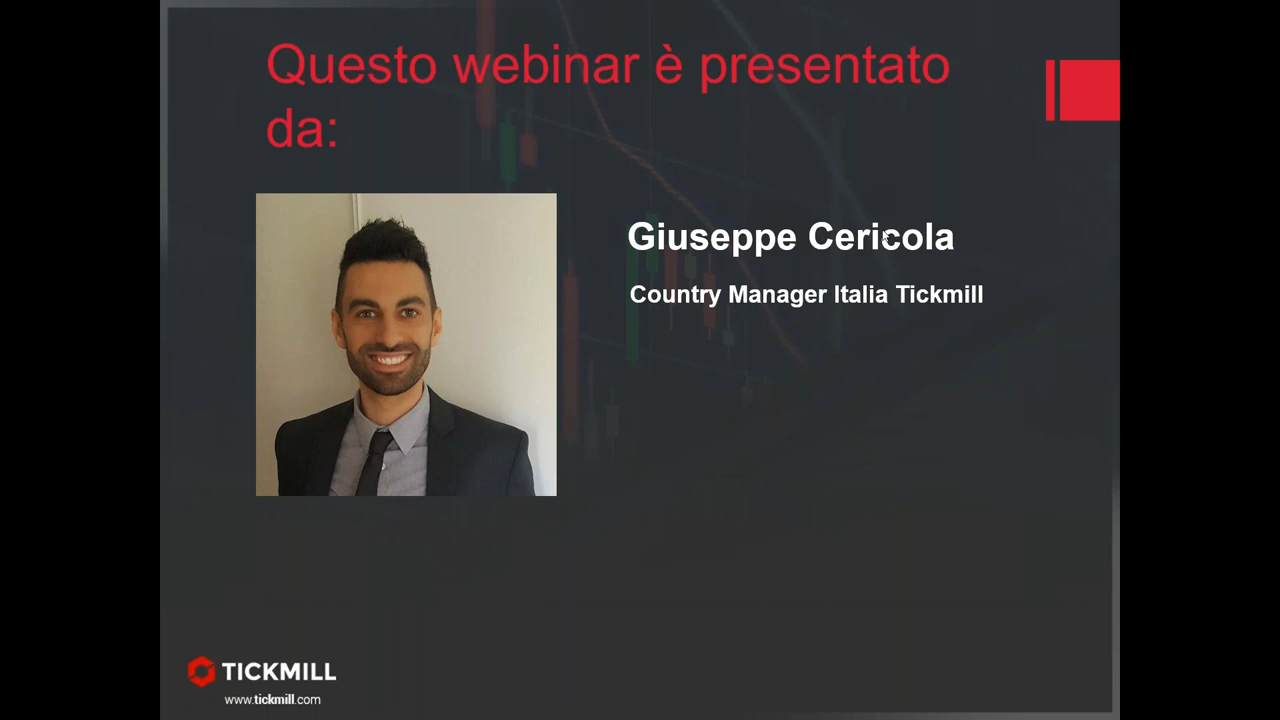 Questo webinar è presentato
da:
Giuseppe Cericola
Country Manager Italia Tickmill
TICKMILL
www.tickmill.com